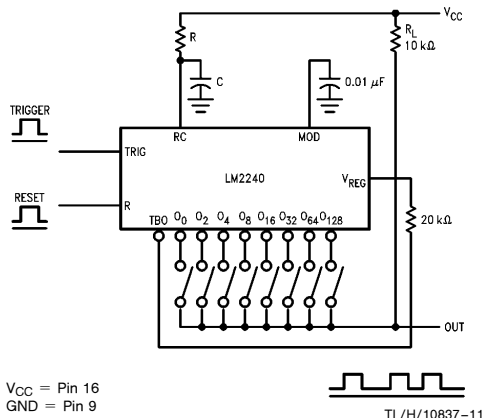 V_CC
R
R_L
10 kΩ
C
0.01 μF
TRIGGER
RC
MOD
TRIG
LM2240
V_REG
RESET
R
TBO O_0 O_2 O_4 O_8 O_16 O_32 O_64 O_128
20 kΩ
OUT
V_CC = Pin 16
GND = Pin 9
TL/H/10837–11